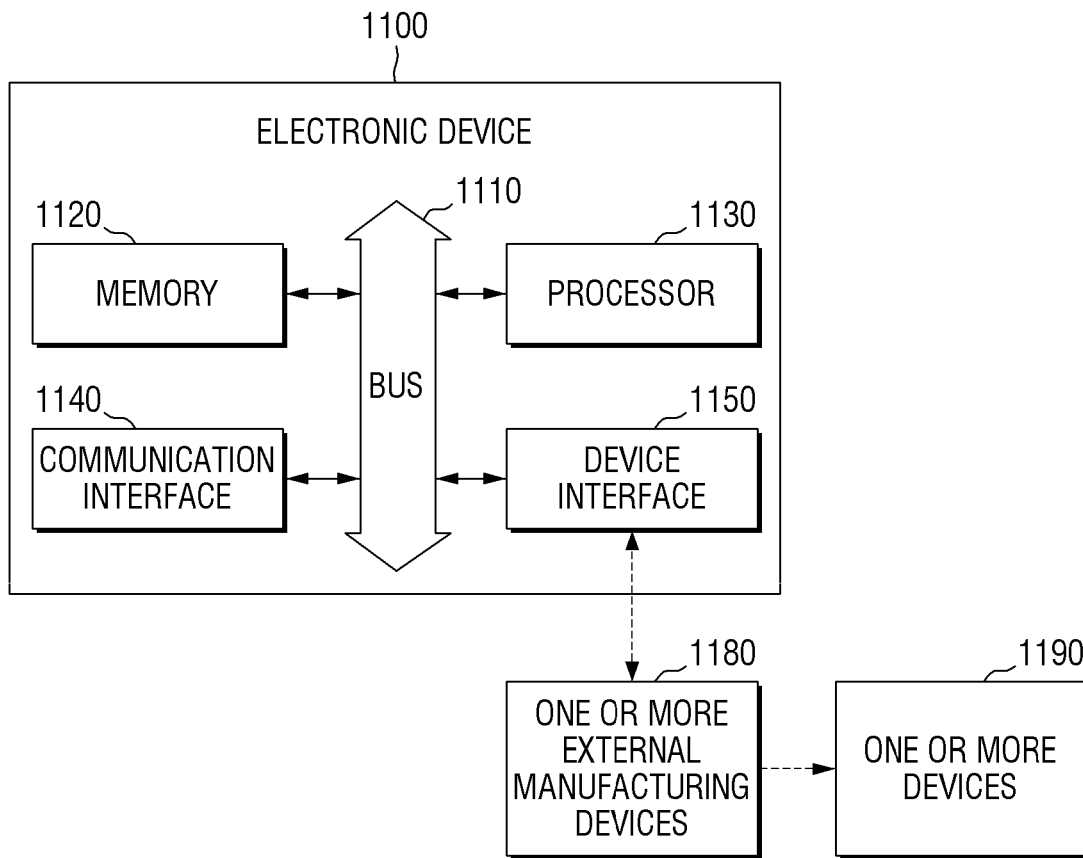 1100
ELECTRONIC DEVICE
1110
1120
1130
MEMORY
PROCESSOR
BUS
1140
1150
COMMUNICATION
INTERFACE
DEVICE
INTERFACE
1180
1190
ONE OR MORE
EXTERNAL
MANUFACTURING
DEVICES
ONE OR MORE
DEVICES